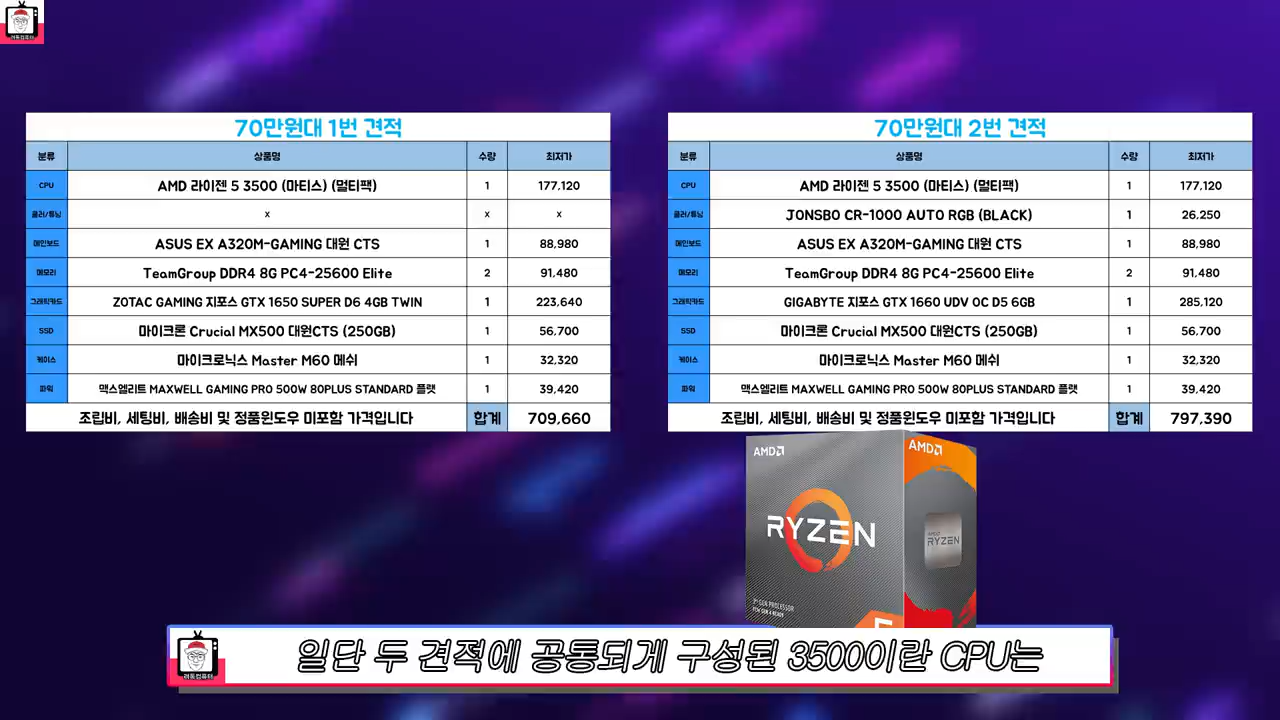 70만원대 1번 견적
분류 상품명 수량 최저가
CPU AMD 라이젠 5 3500 (마티스) (멀티팩) 1 177,120
쿨러/튜닝 x x x
메인보드 ASUS EX A320M-GAMING 대원 CTS 1 88,980
메모리 TeamGroup DDR4 8G PC4-25600 Elite 2 91,480
그래픽카드 ZOTAC GAMING 지포스 GTX 1650 SUPER D6 4GB TWIN 1 223,640
SSD 마이크론 Crucial MX500 대원CTS (250GB) 1 56,700
케이스 마이크로닉스 Master M60 메쉬 1 32,320
파워 맥스엘리트 MAXWELL GAMING PRO 500W 80PLUS STANDARD 플랫 1 39,420
조립비, 세팅비, 배송비 및 정품윈도우 미포함 가격입니다 합계 709,660
70만원대 2번 견적
분류 상품명 수량 최저가
CPU AMD 라이젠 5 3500 (마티스) (멀티팩) 1 177,120
쿨러/튜닝 JONSBO CR-1000 AUTO RGB (BLACK) 1 26,250
메인보드 ASUS EX A320M-GAMING 대원 CTS 1 88,980
메모리 TeamGroup DDR4 8G PC4-25600 Elite 2 91,480
그래픽카드 GIGABYTE 지포스 GTX 1660 UDV OC D5 6GB 1 285,120
SSD 마이크론 Crucial MX500 대원CTS (250GB) 1 56,700
케이스 마이크로닉스 Master M60 메쉬 1 32,320
파워 맥스엘리트 MAXWELL GAMING PRO 500W 80PLUS STANDARD 플랫 1 39,420
조립비, 세팅비, 배송비 및 정품윈도우 미포함 가격입니다 합계 797,390
AMD
AMD
RYZEN
RYZEN
3rd GEN PROCESSOR
5
일단 두 견적에 공통되게 구성된 3500이란 CPU는